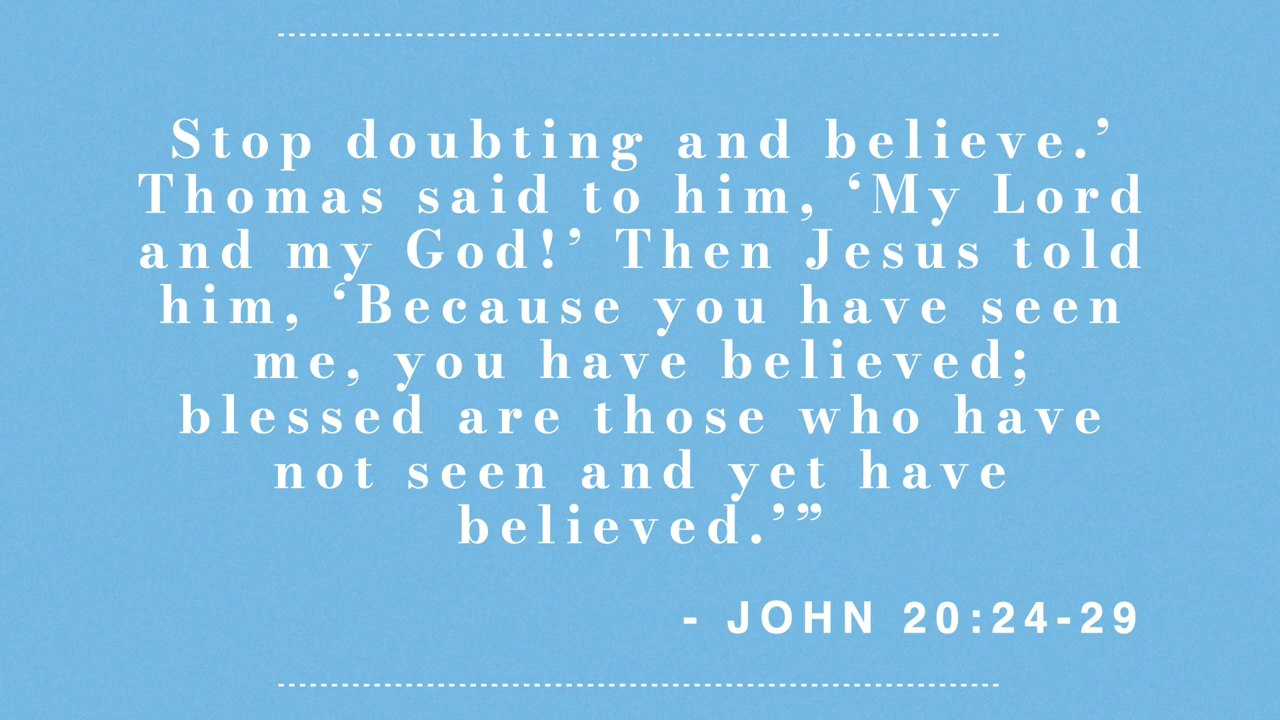 Stop doubting and believe.’
Thomas said to him, ‘My Lord
and my God!’ Then Jesus told
him, ‘Because you have seen
me, you have believed;
blessed are those who have
not seen and yet have
believed.’”
- JOHN 20:24-29